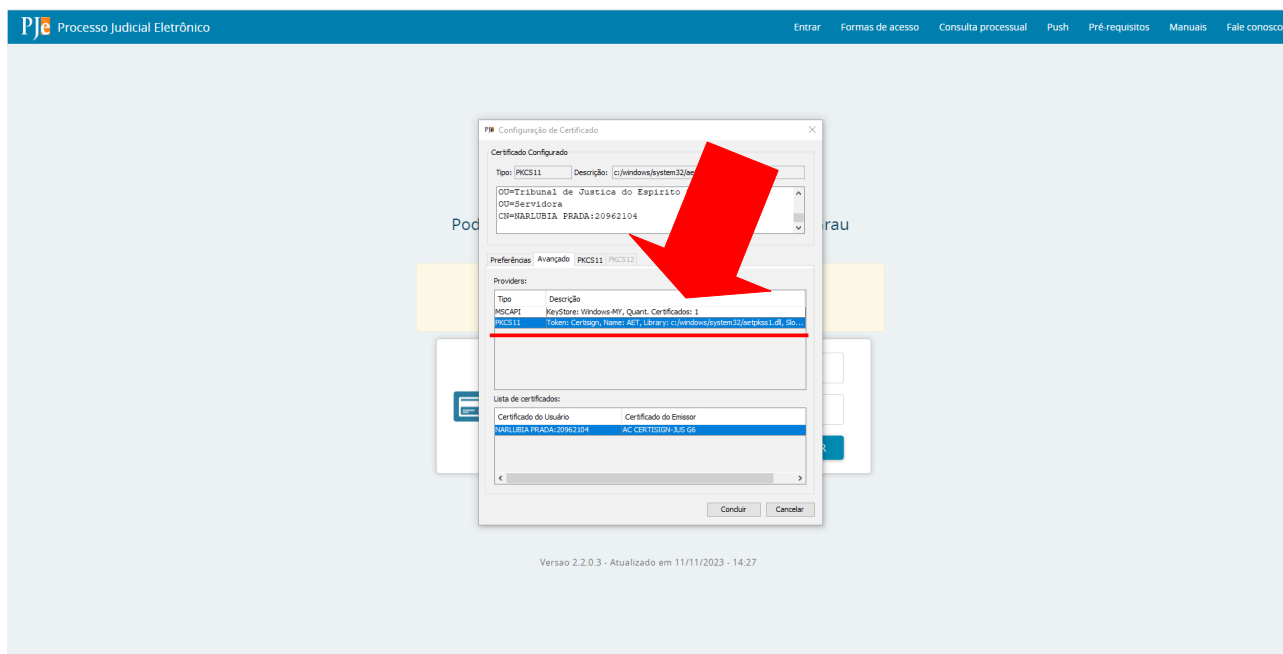 PJe Processo Judicial Eletrônico Entrar Formas de acesso Consulta processual Push Pré-requisitos Manuais Fale conosco
PJe Configuração de Certificado
Certificado Configurado
Tipo: PKCS11 Descrição: c:/windows/system32/ae
OU=Tribunal de Justica do Espirito
OU=Servidora
CN=NARLUBIA PRADA:20962104
Pod rau
Preferências Avançado PKCS11 PKCS12
Providers:
Tipo Descrição
MSCAPI KeyStore: Windows-MY, Quant. Certificados: 1
PKCS11 Token: Certisign, Name: AET, Library: c:/windows/system32/aetpkss1.dll, Slo...
Lista de certificados:
Certificado do Usuário Certificado do Emissor
NARLUBIA PRADA:20962104 AC CERTISIGN-JUS G6
R
Concluir Cancelar
Versao 2.2.0.3 - Atualizado em 11/11/2023 - 14:27